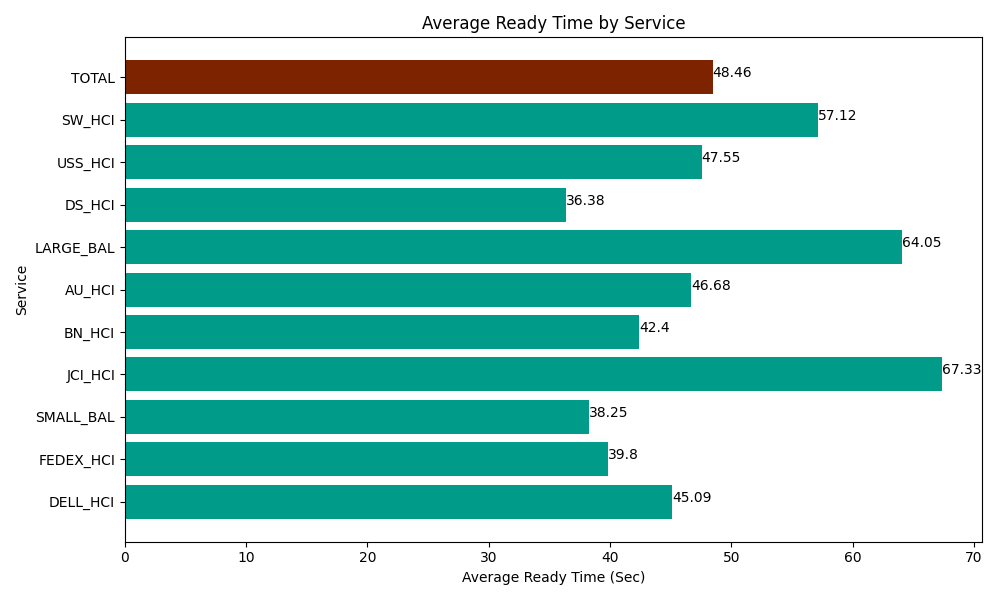 Average Ready Time by Service
Service
TOTAL 48.46
SW_HCI 57.12
USS_HCI 47.55
DS_HCI 36.38
LARGE_BAL 64.05
AU_HCI 46.68
BN_HCI 42.4
JCI_HCI 67.33
SMALL_BAL 38.25
FEDEX_HCI 39.8
DELL_HCI 45.09
0 10 20 30 40 50 60 70
Average Ready Time (Sec)